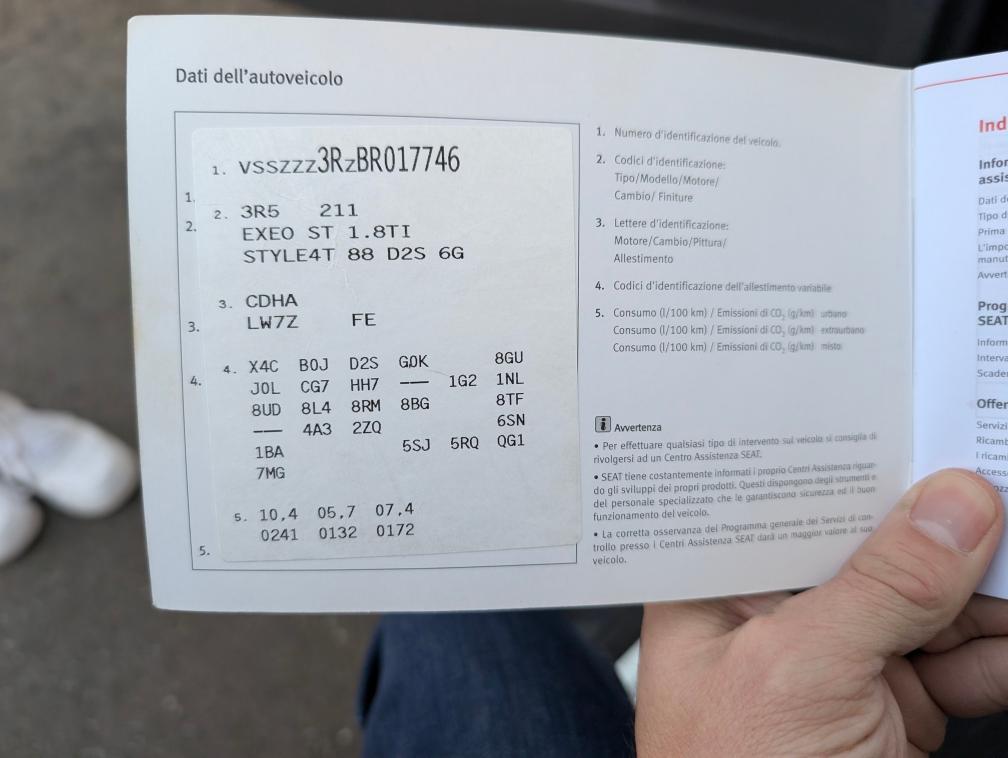 Dati dell'autoveicolo
1. VSSZZZ3RZBR017746
1.
2. 3R5 211
2.
EXEO ST 1.8TI
STYLE4T 88 D2S 6G
3. CDHA
3.
LW7Z FE
4. X4C B0J D2S G0K 8GU
4.
J0L CG7 HH7 --- 1G2 1NL
8UD 8L4 8RM 8BG 8TF
--- 4A3 2ZQ 6SN
1BA 5SJ 5RQ QG1
7MG
5. 10,4 05,7 07,4
0241 0132 0172
5.
1. Numero d'identificazione del veicolo.
2. Codici d'identificazione:
Tipo/Modello/Motore/
Cambio/ Finiture
3. Lettere d'identificazione:
Motore/Cambio/Pittura/
Allestimento
4. Codici d'identificazione dell'allestimento variabile
5. Consumo (l/100 km) / Emissioni di CO₂ (g/km) urbano
Consumo (l/100 km) / Emissioni di CO₂ (g/km) extraurbano
Consumo (l/100 km) / Emissioni di CO₂ (g/km) misto
i Avvertenza
• Per effettuare qualsiasi tipo di intervento sul veicolo si consiglia di
rivolgersi ad un Centro Assistenza SEAT.
• SEAT tiene costantemente informati i proprio Centri Assistenza riguar-
do gli sviluppi dei propri prodotti. Questi dispongono degli strumenti e
del personale specializzato che le garantiscono sicurezza ed il buon
funzionamento del veicolo.
• La corretta osservanza del Programma generale dei Servizi di con-
trollo presso i Centri Assistenza SEAT darà un maggior valore al suo
veicolo.
Ind
Infor
assis
Dati d
Tipo d
Prima
L'impo
manut
Avvert
Prog
SEAT
Inform
Interva
Scader
Offer
Servizi
Ricamb
I ricam
Access